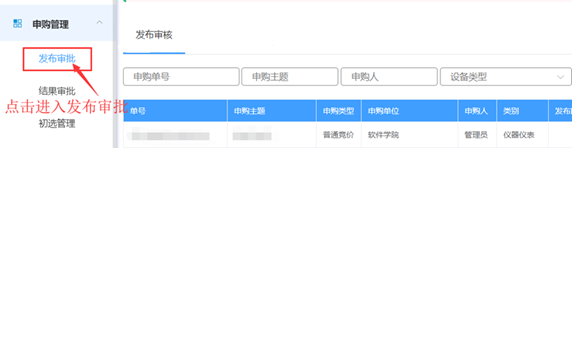 申购管理
发布审批
结果审批
点击进入发布审批
初选管理
发布审核
申购单号 申购主题 申购人 设备类型
单号 申购主题 申购类型 申购单位 申购人 类别
普通竞价 软件学院 管理员 仪器仪表